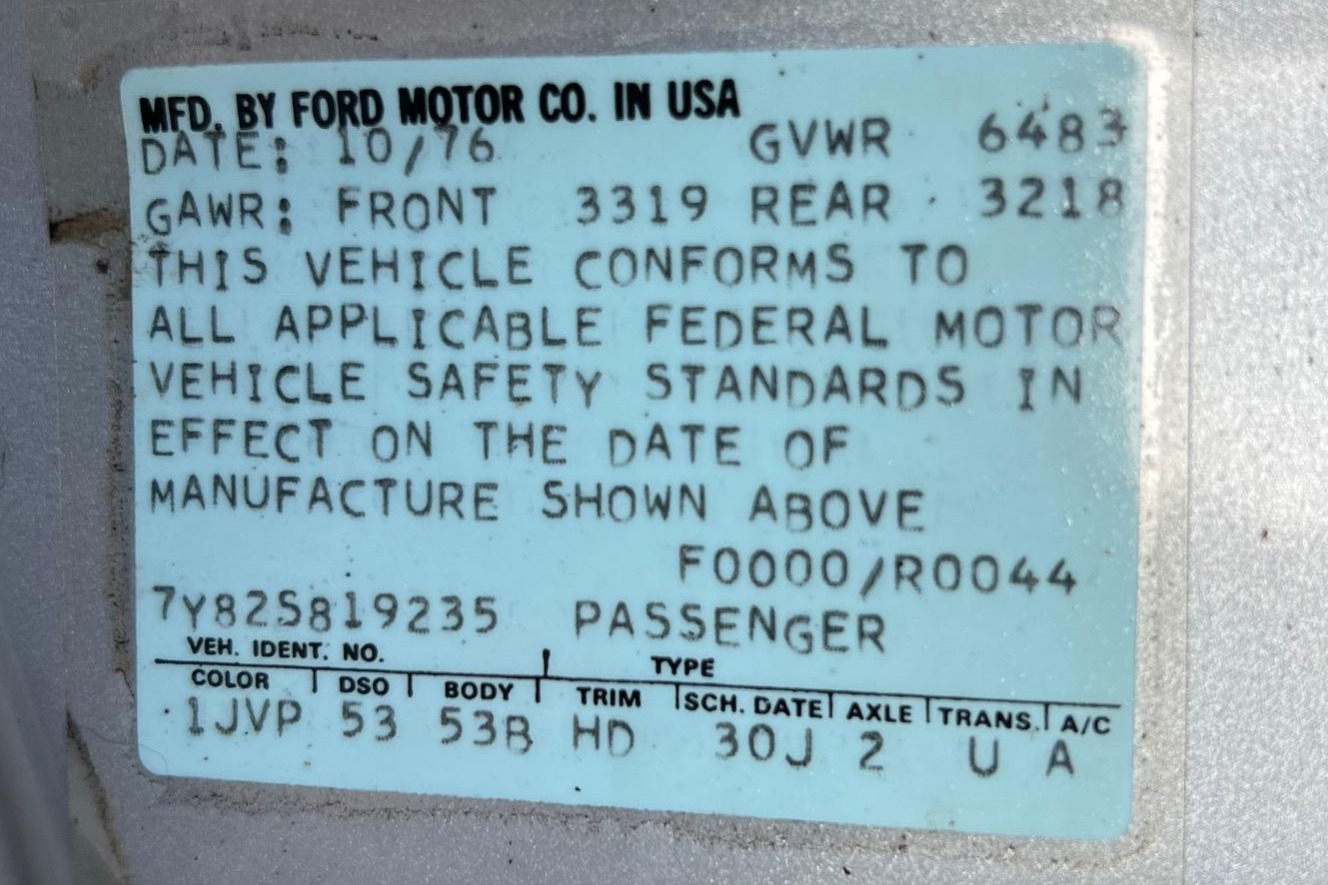 MFD. BY FORD MOTOR CO. IN USA
DATE: 10/76 GVWR 6483
GAWR: FRONT 3319 REAR 3218
THIS VEHICLE CONFORMS TO
ALL APPLICABLE FEDERAL MOTOR
VEHICLE SAFETY STANDARDS IN
EFFECT ON THE DATE OF
MANUFACTURE SHOWN ABOVE
F0000/R0044
7Y82S819235 PASSENGER
VEH. IDENT. NO. TYPE
COLOR DSO BODY TRIM SCH. DATE AXLE TRANS. A/C
1JVP 53 53B HD 30J 2 U A